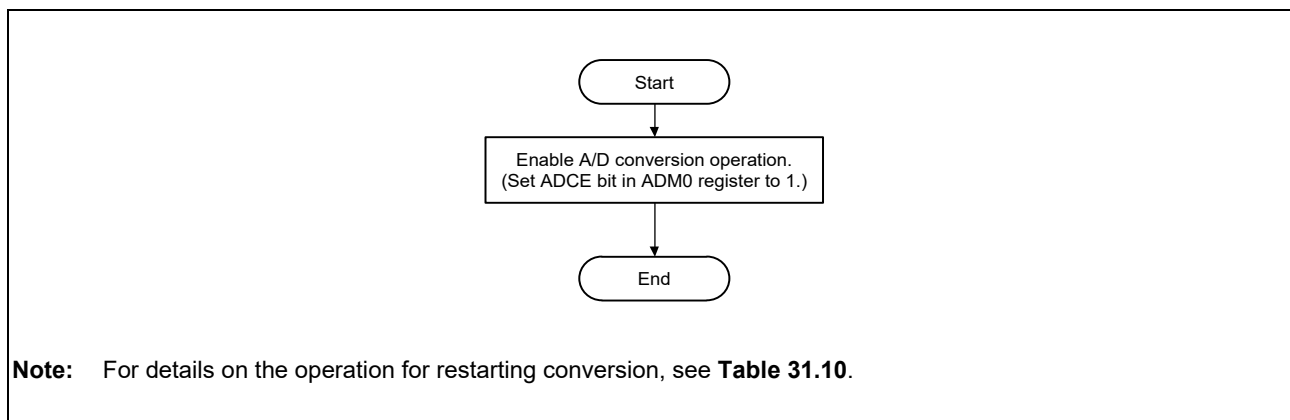 Start
Enable A/D conversion operation.
(Set ADCE bit in ADM0 register to 1.)
End
Note: For details on the operation for restarting conversion, see Table 31.10.